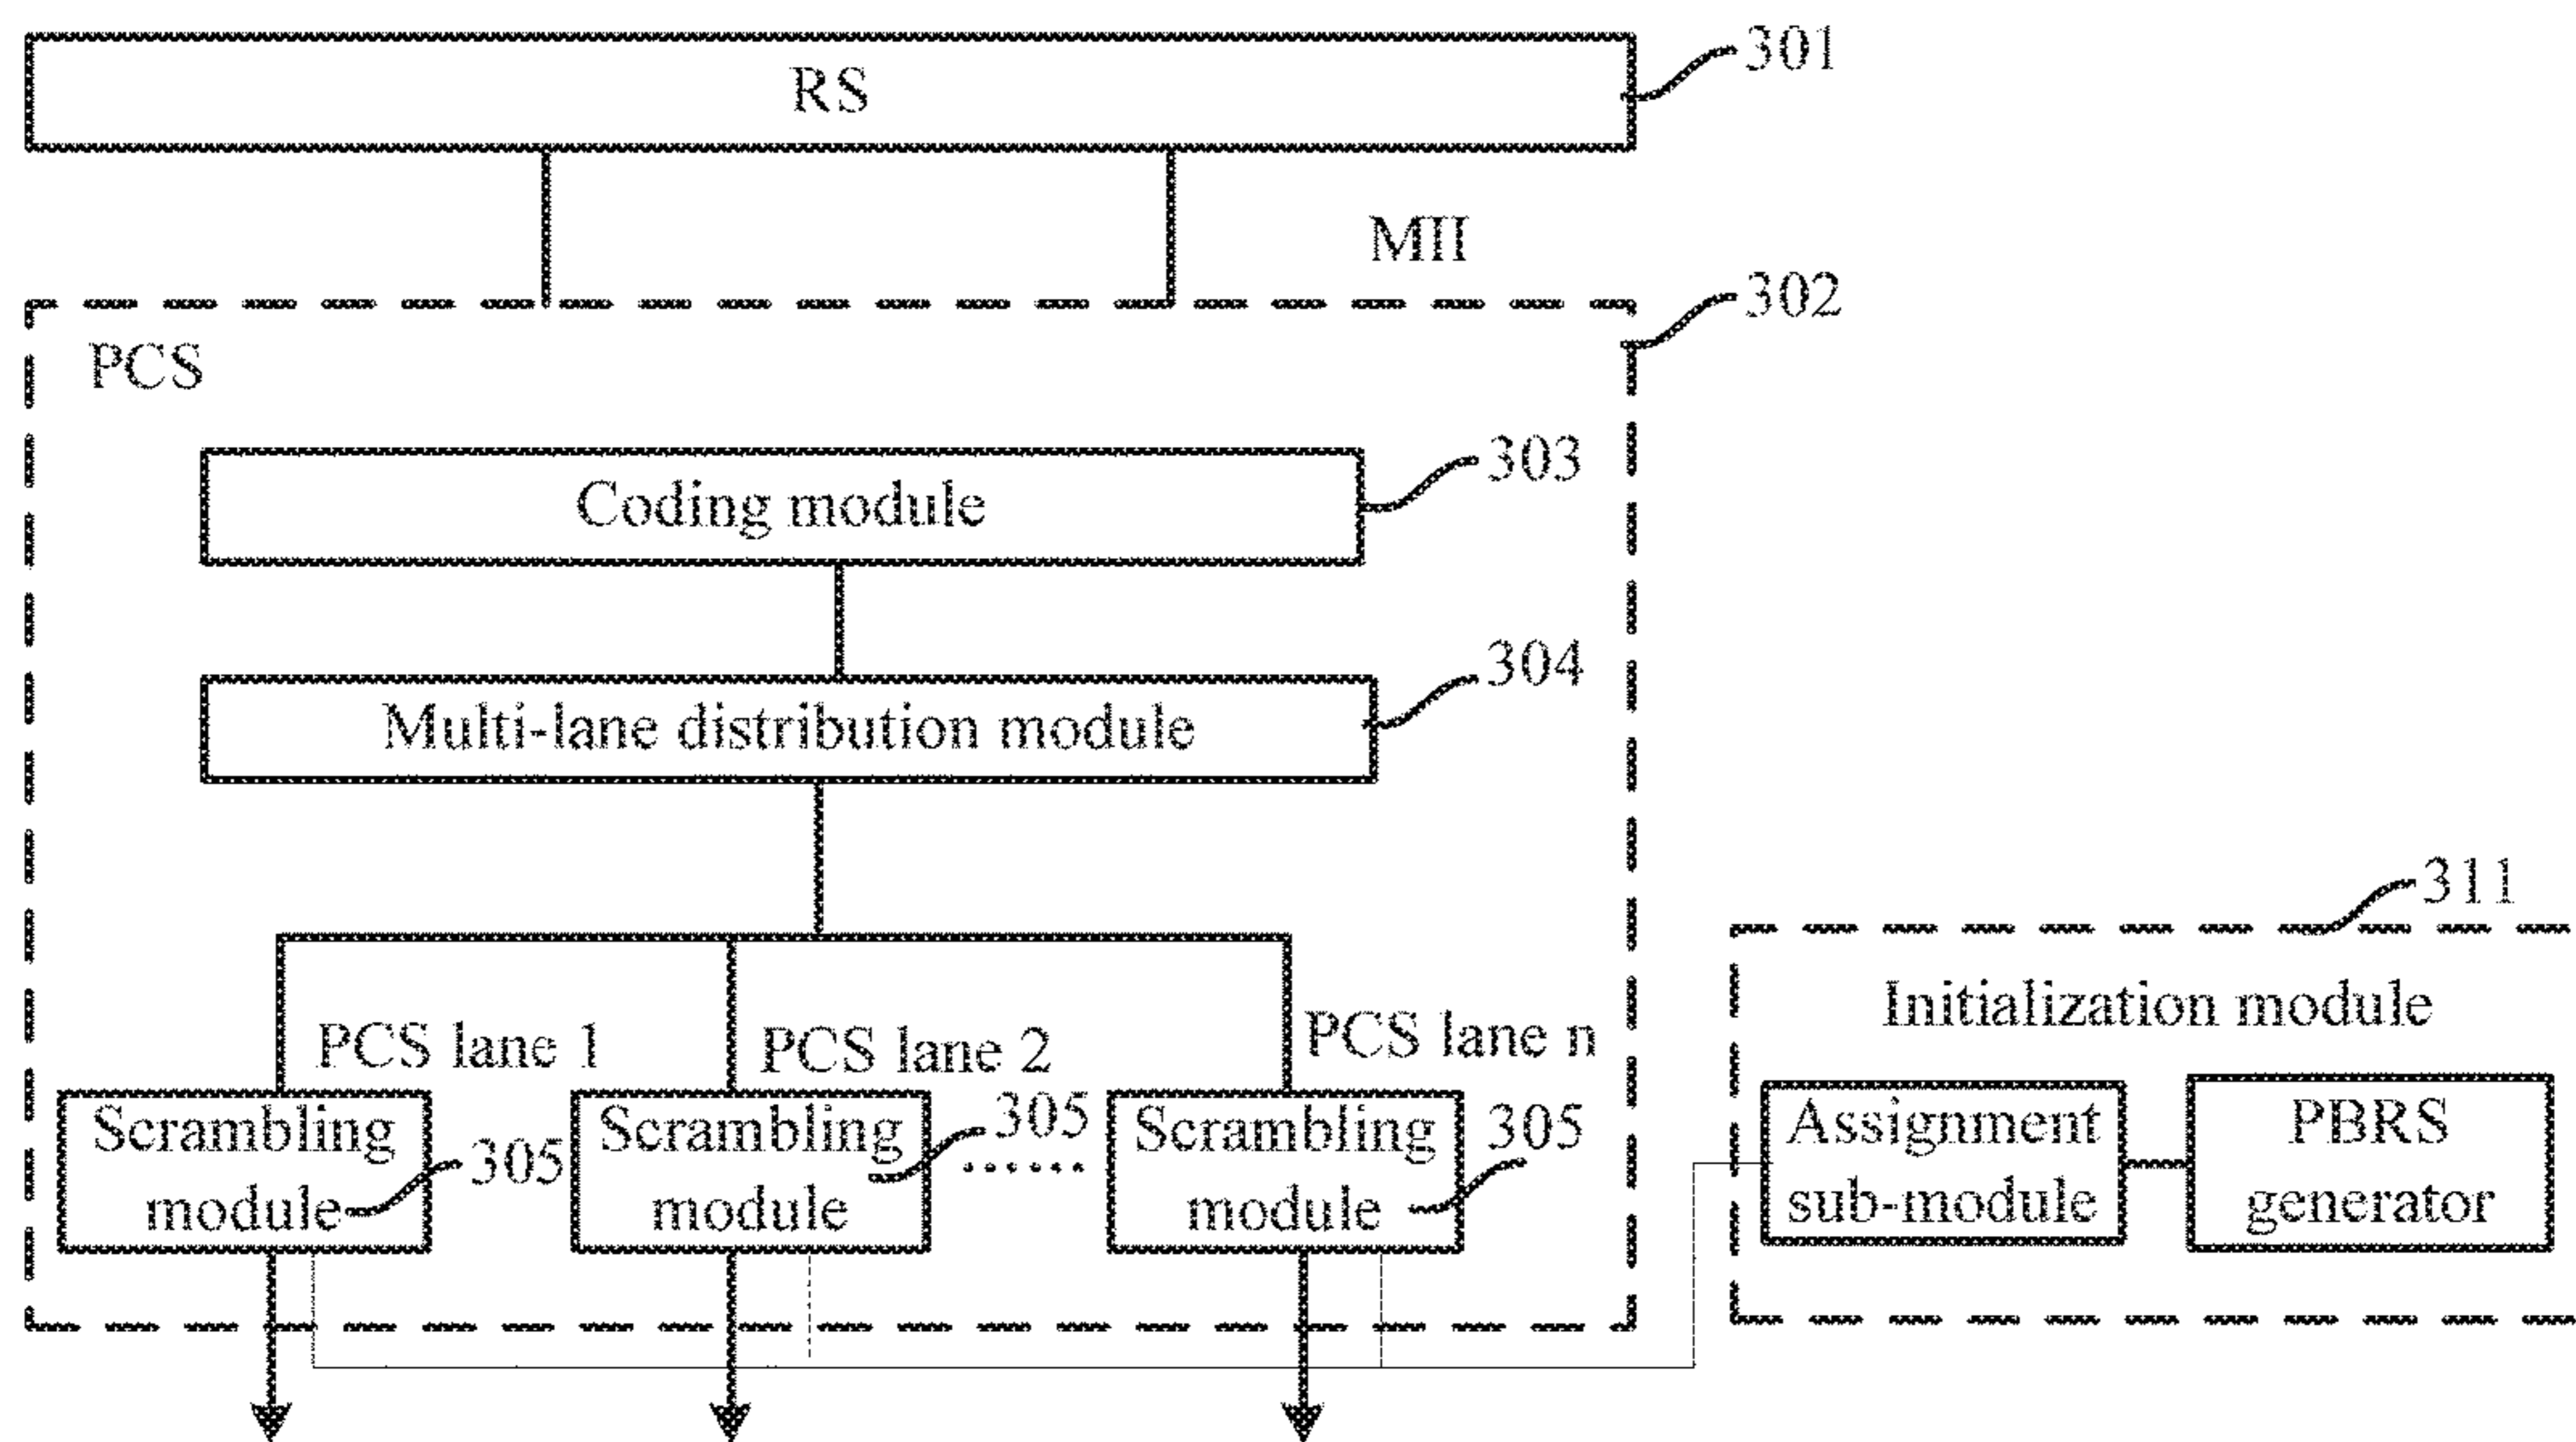 RS
301
MII
302
PCS
303
Coding module
304
Multi-lane distribution module
311
Initialization module
PCS lane 1
PCS lane 2
PCS lane n
Scrambling
module
305
Scrambling
module
305
......
Scrambling
module
305
Assignment
sub-module
PBRS
generator